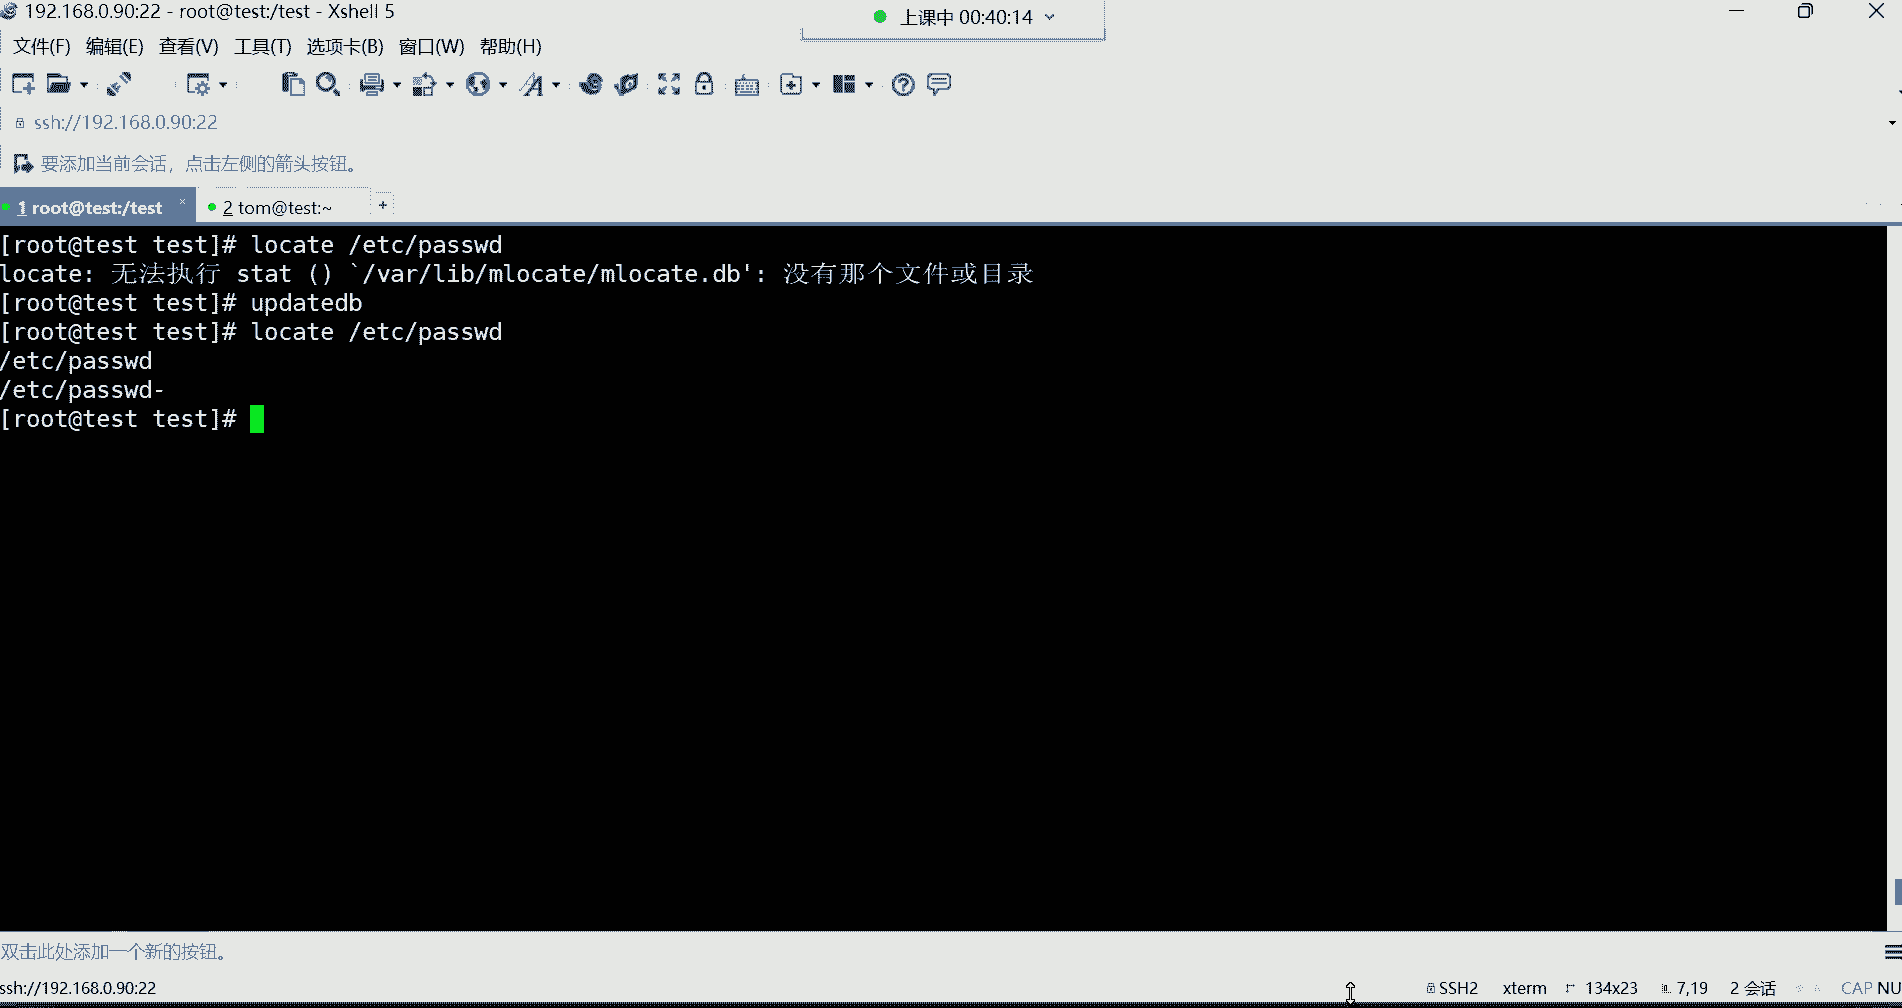 192.168.0.90:22 - root@test:/test - Xshell 5
上课中 00:40:14
文件(F) 编辑(E) 查看(V) 工具(T) 选项卡(B) 窗口(W) 帮助(H)
ssh://192.168.0.90:22
要添加当前会话，点击左侧的箭头按钮。
1 root@test:/test × 2 tom@test:~ +
[root@test test]# locate /etc/passwd
locate: 无法执行 stat () `/var/lib/mlocate/mlocate.db': 没有那个文件或目录
[root@test test]# updatedb
[root@test test]# locate /etc/passwd
/etc/passwd
/etc/passwd-
[root@test test]#
双击此处添加一个新的按钮。
ssh://192.168.0.90:22 SSH2 xterm 134x23 7,19 2 会话 CAP NU